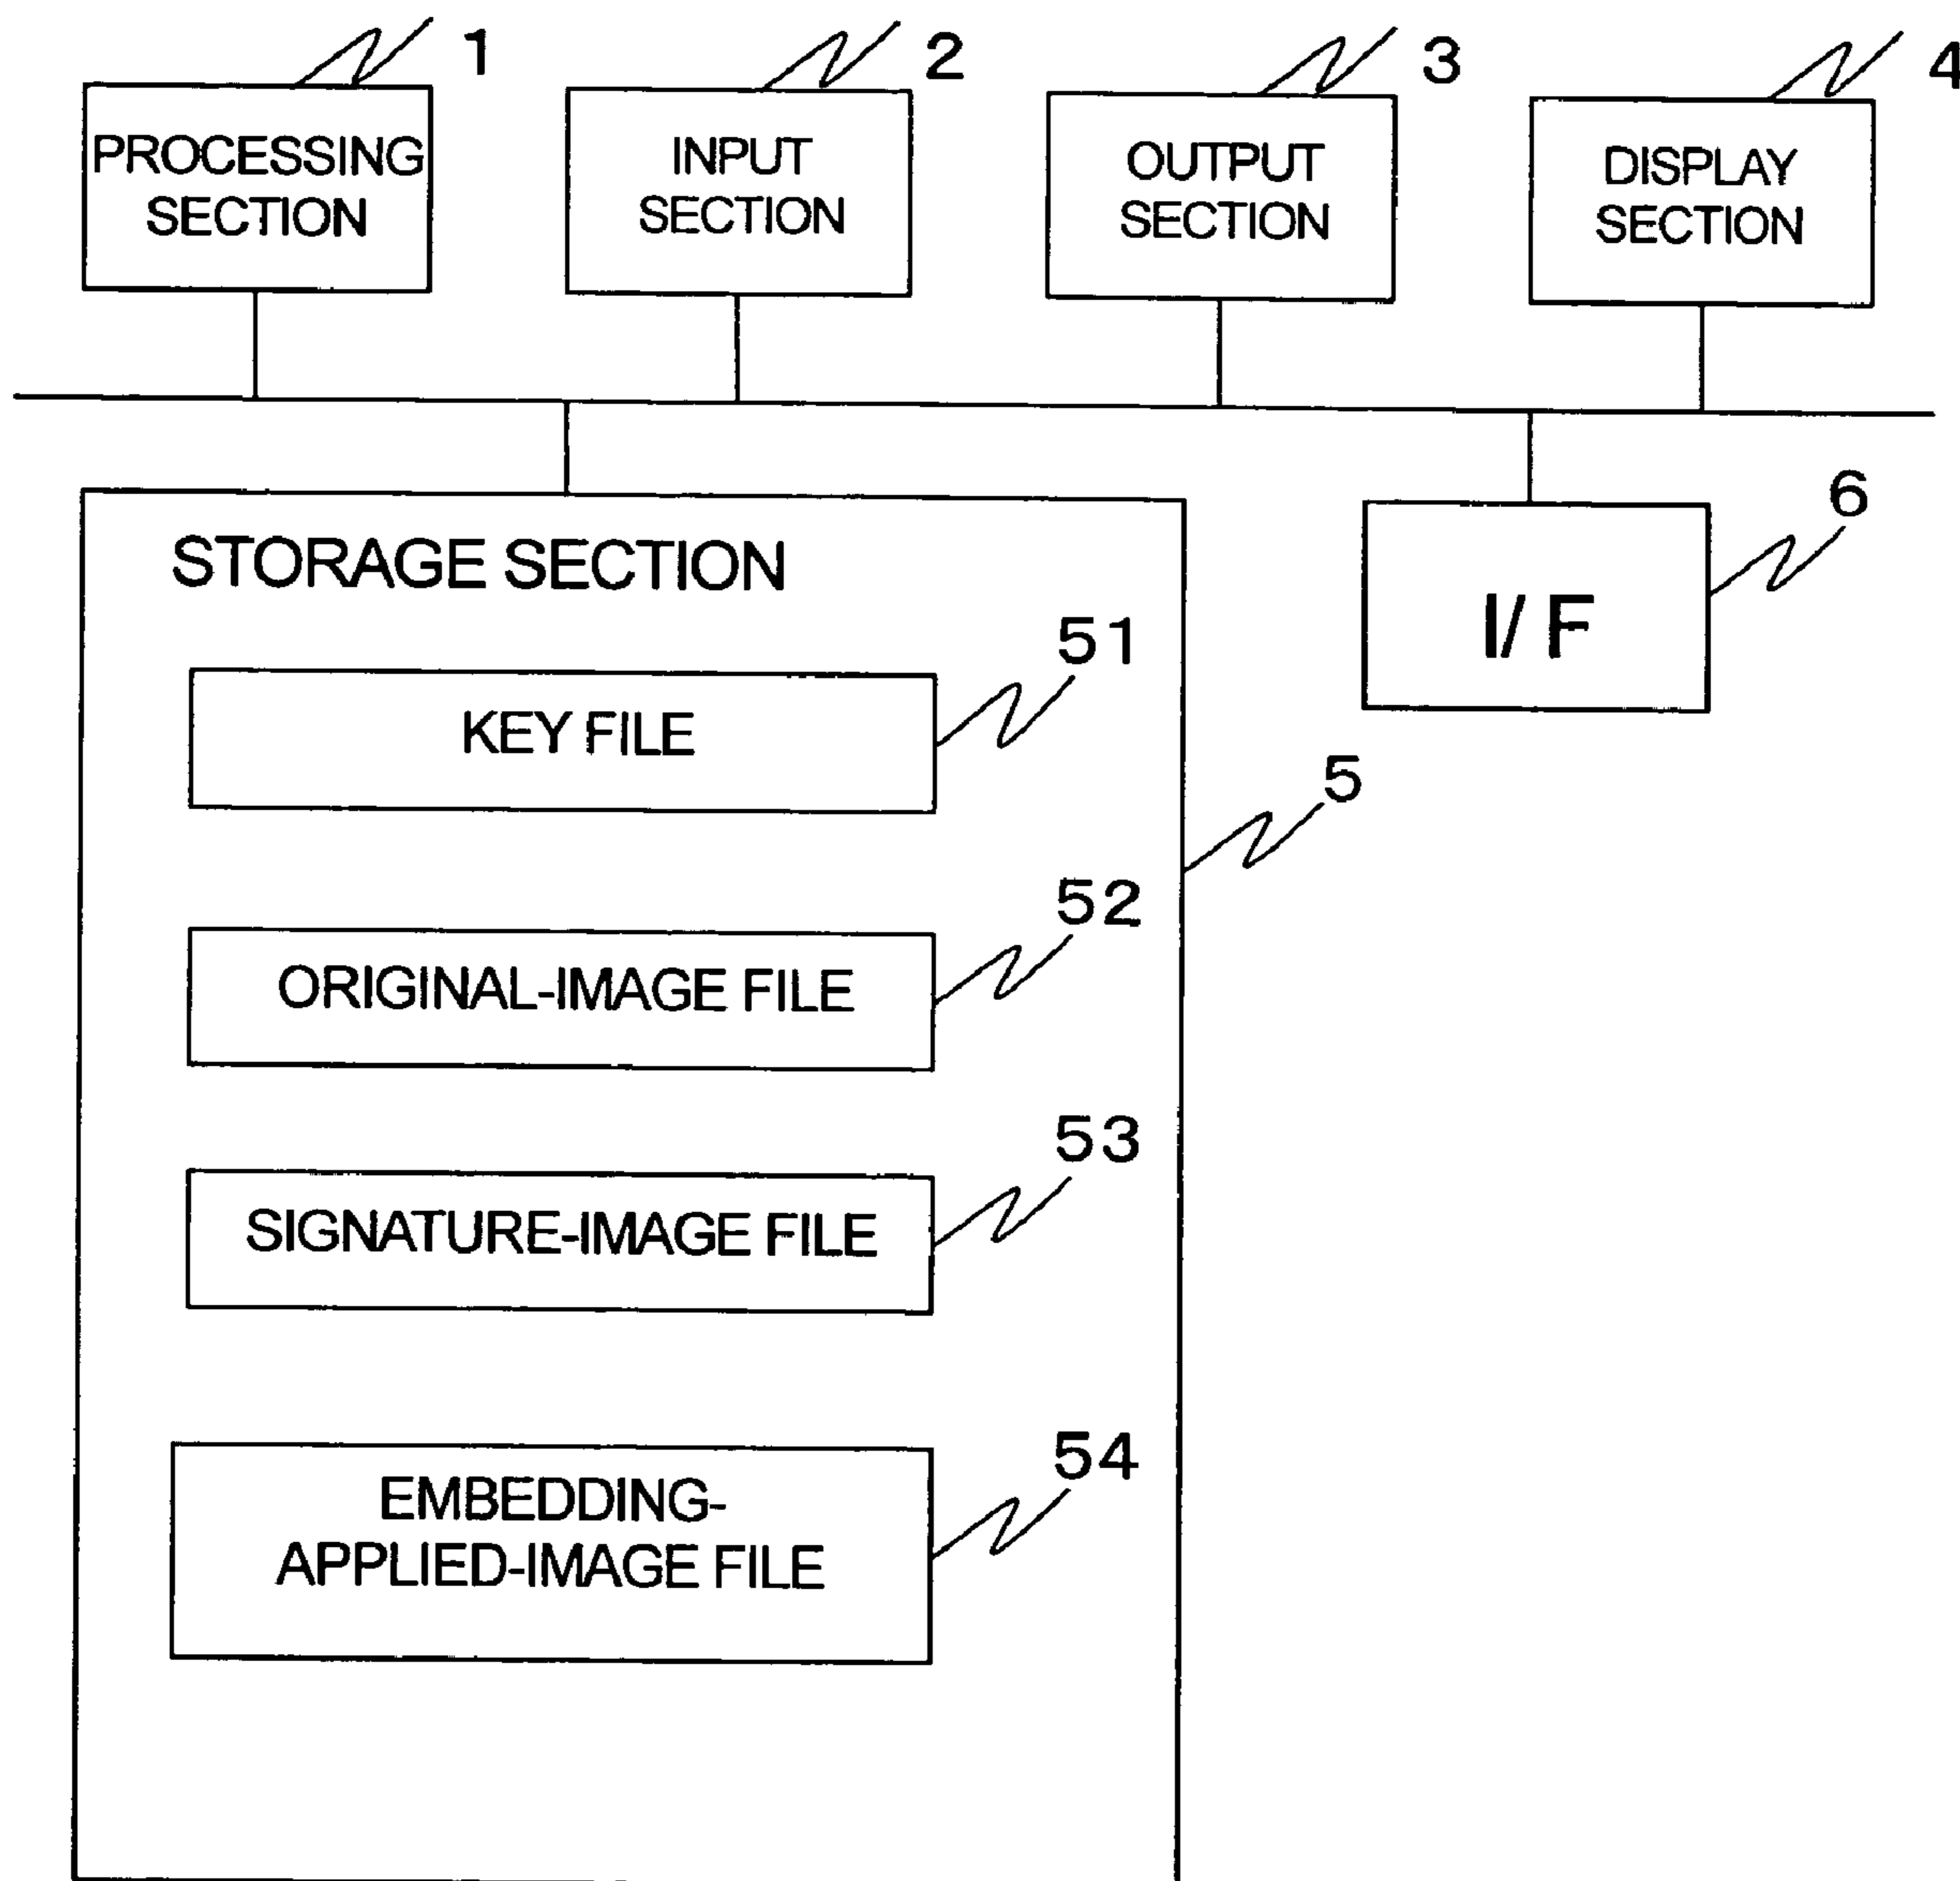 1
PROCESSING
SECTION
2
INPUT
SECTION
3
OUTPUT
SECTION
4
DISPLAY
SECTION
STORAGE SECTION
51
KEY FILE
52
ORIGINAL-IMAGE FILE
53
SIGNATURE-IMAGE FILE
54
EMBEDDING-
APPLIED-IMAGE FILE
5
6
I/F